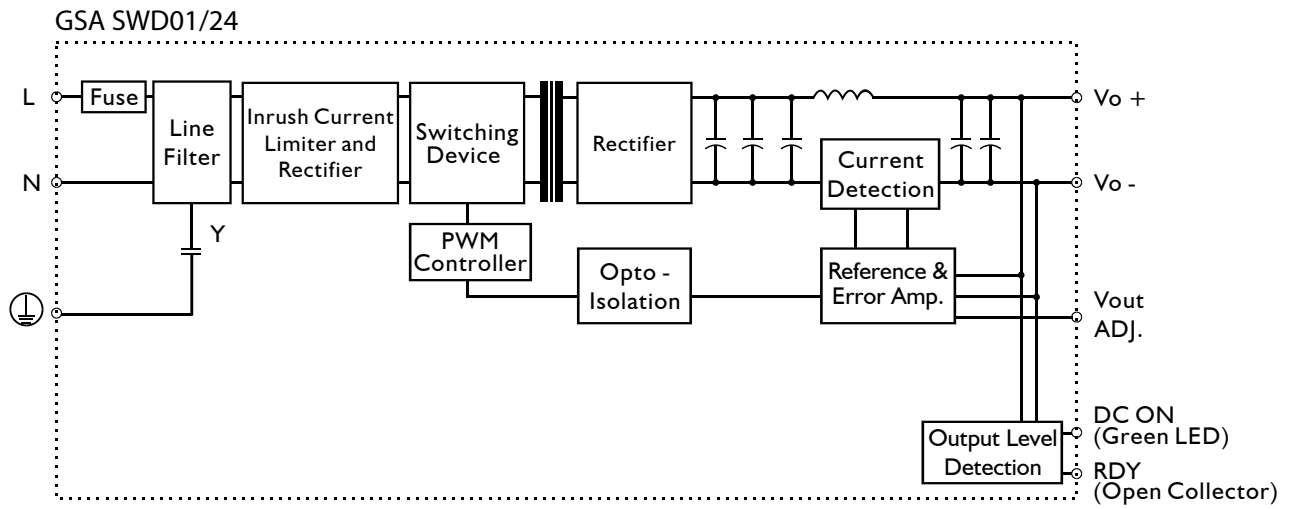 GSA SWD01/24
L
Fuse
Line
Filter
Inrush Current
Limiter and
Rectifier
Switching
Device
Rectifier
Current
Detection
Vo +
N
Vo -
Y
PWM
Controller
Opto -
Isolation
Reference &
Error Amp.
Vout
ADJ.
Output Level
Detection
DC ON
(Green LED)
RDY
(Open Collector)